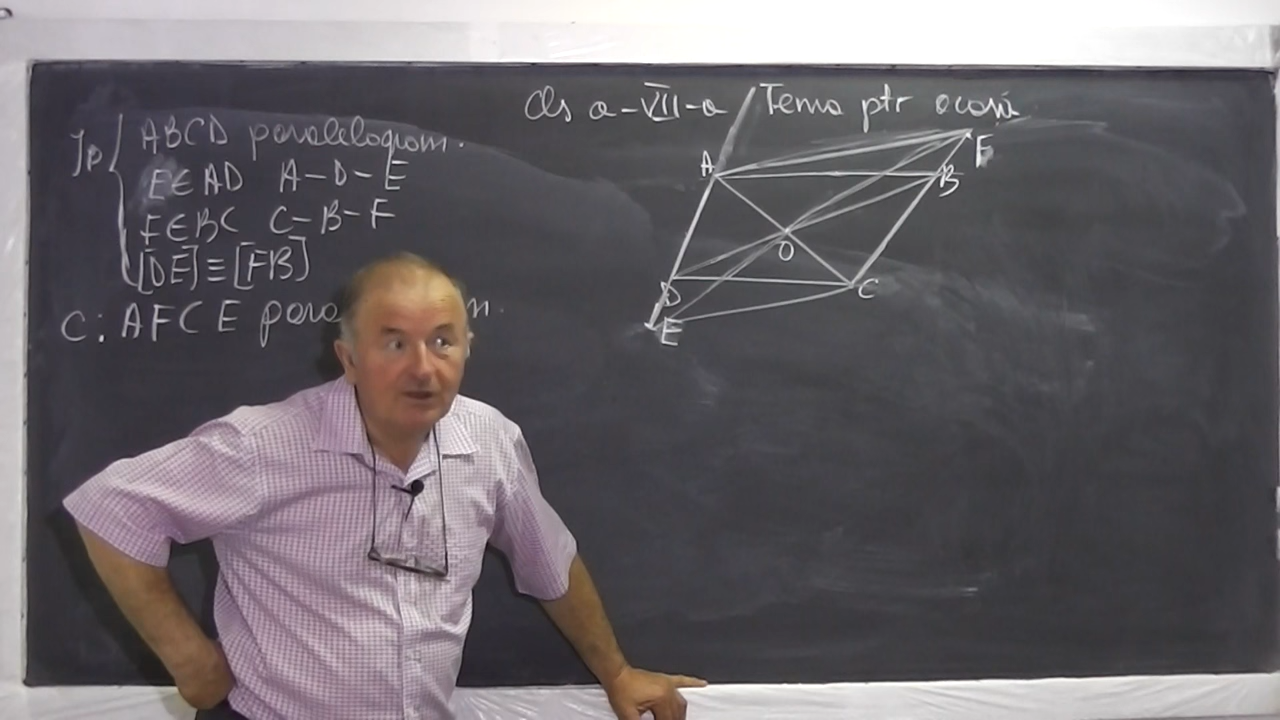 Cls a-VII-a Tema ptr acasă
Ip ABCD paralelogram.
E∈AD A-D-E
F∈BC C-B-F
[DE]≡[FB]
C: AFCE
A
F
B
O
D
C
E